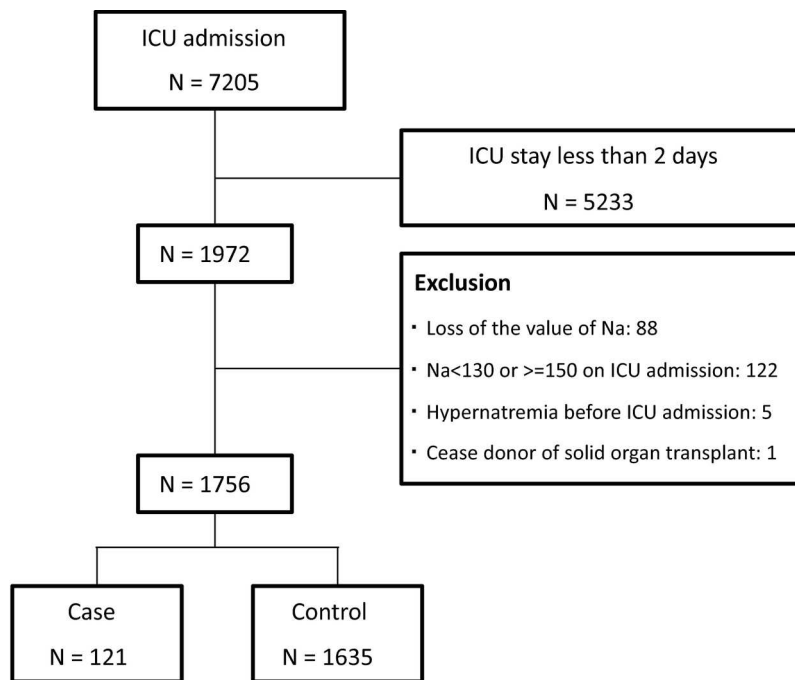 ICU admission
N = 7205
ICU stay less than 2 days
N = 5233
N = 1972
Exclusion
・Loss of the value of Na: 88
・Na<130 or >=150 on ICU admission: 122
・Hypernatremia before ICU admission: 5
・Cease donor of solid organ transplant: 1
N = 1756
Case
N = 121
Control
N = 1635